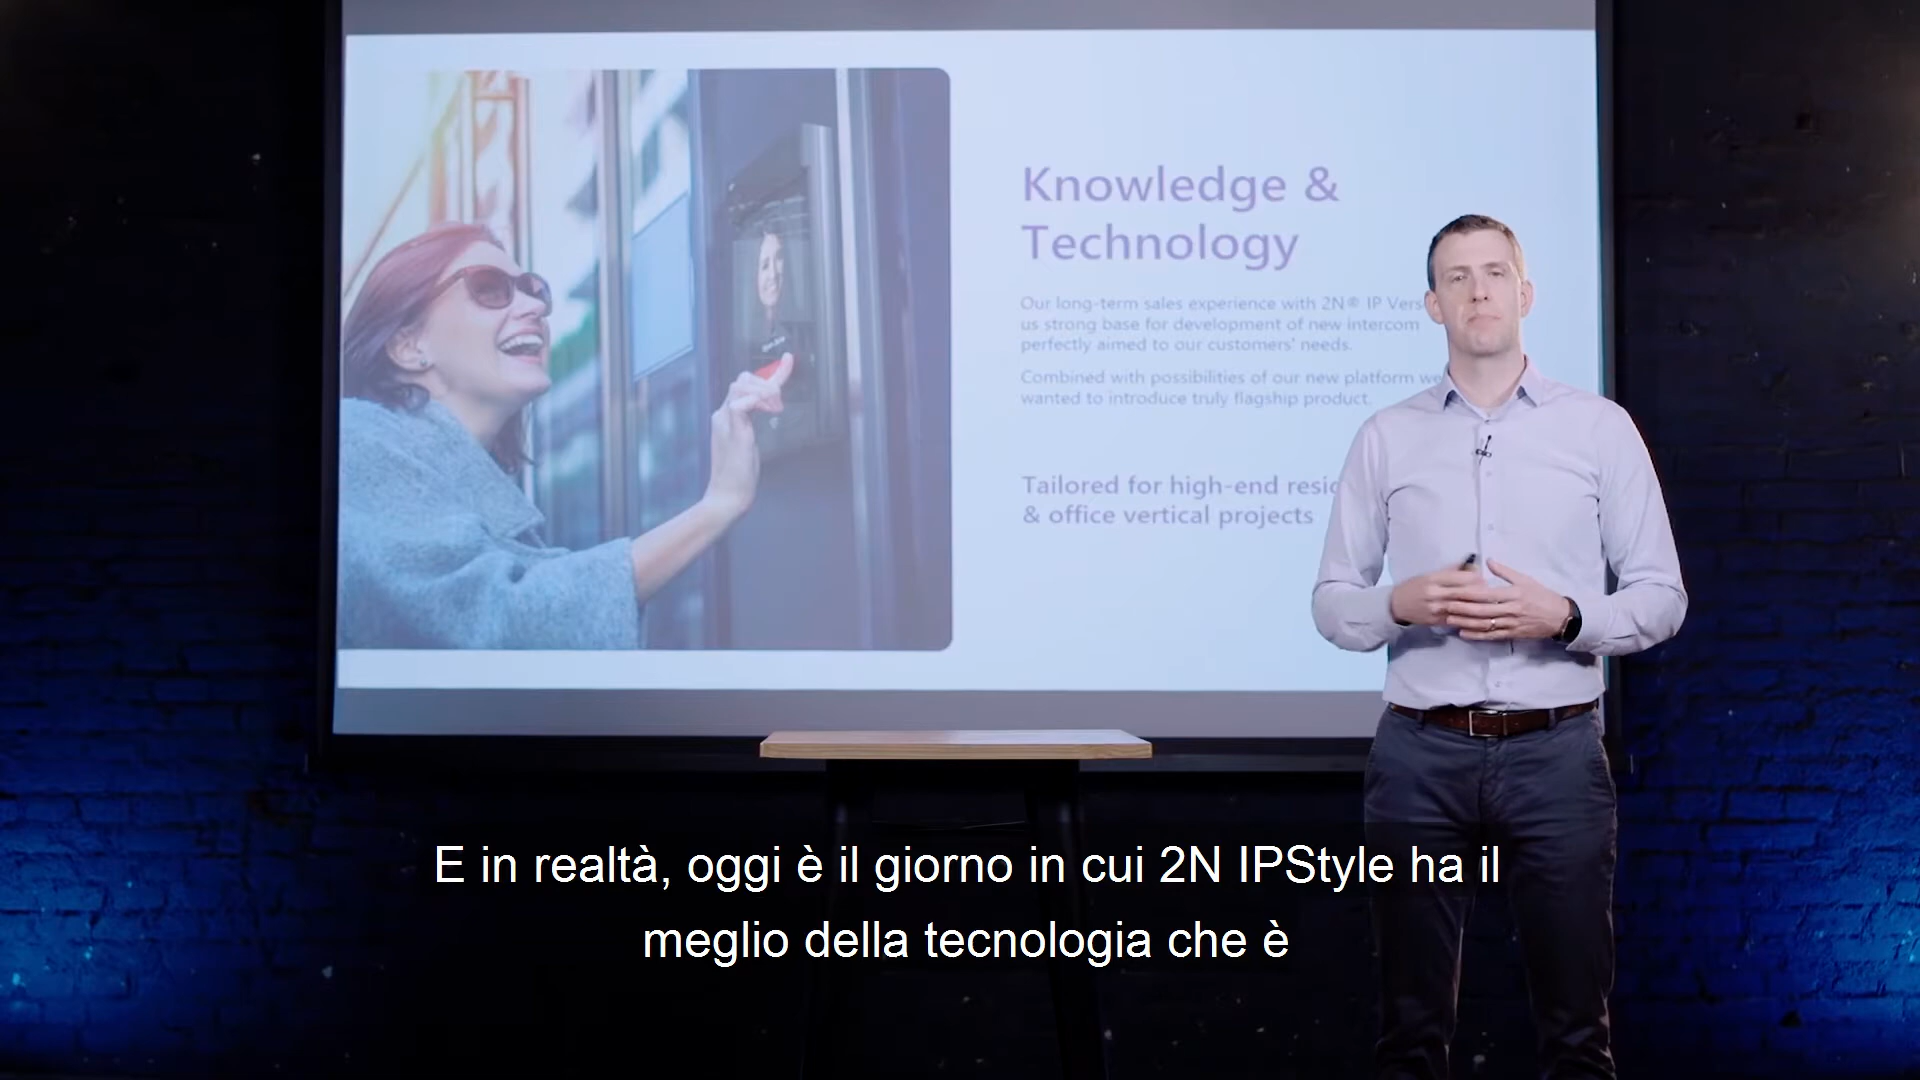 Knowledge &
Technology
Our long-term sales experience with 2N® IP Vers
us strong base for development of new intercom
perfectly aimed to our customers' needs.
Combined with possibilities of our new platform we
wanted to introduce truly flagship product.
Tailored for high-end resid
& office vertical projects
E in realtà, oggi è il giorno in cui 2N IPStyle ha il
meglio della tecnologia che è